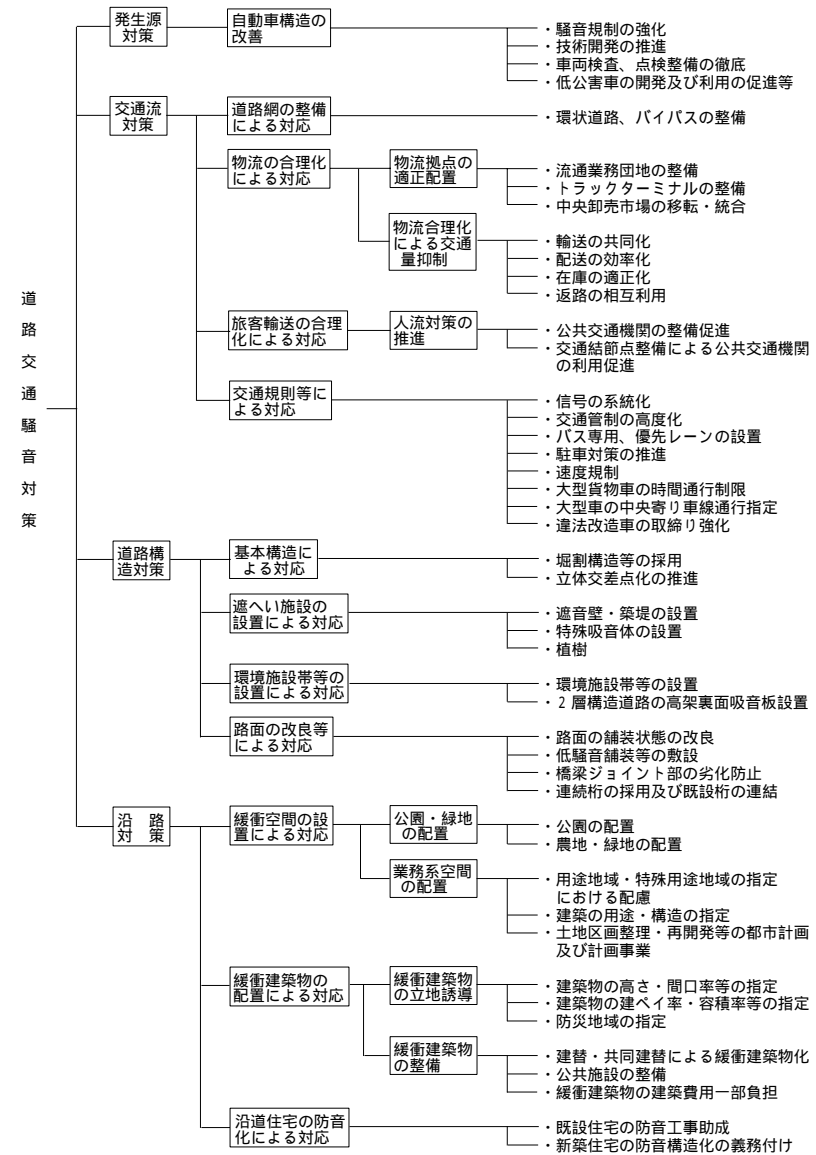 道路交通騒音対策
発生源
対策
自動車構造の
改善
・騒音規制の強化
・技術開発の推進
・車両検査、点検整備の徹底
・低公害車の開発及び利用の促進等
交通流
対策
道路網の整備
による対応
・環状道路、バイパスの整備
物流の合理化
による対応
物流拠点の
適正配置
・流通業務団地の整備
・トラックターミナルの整備
・中央卸売市場の移転・統合
物流合理化
による交通
量抑制
・輸送の共同化
・配送の効率化
・在庫の適正化
・返路の相互利用
旅客輸送の合理
化による対応
人流対策の
推進
・公共交通機関の整備促進
・交通結節点整備による公共交通機関
の利用促進
交通規則等に
よる対応
・信号の系統化
・交通管制の高度化
・バス専用、優先レーンの設置
・駐車対策の推進
・速度規制
・大型貨物車の時間通行制限
・大型車の中央寄り車線通行指定
・違法改造車の取締り強化
道路構
造対策
基本構造に
よる対応
・堀割構造等の採用
・立体交差点化の推進
遮へい施設の
設置による対応
・遮音壁・築堤の設置
・特殊吸音体の設置
・植樹
環境施設帯等の
設置による対応
・環境施設帯等の設置
・2層構造道路の高架裏面吸音板設置
路面の改良等
による対応
・路面の舗装状態の改良
・低騒音舗装等の敷設
・橋梁ジョイント部の劣化防止
・連続桁の採用及び既設桁の連結
沿路
対策
緩衝空間の設
置による対応
公園・緑地
の配置
・公園の配置
・農地・緑地の配置
業務系空間
の配置
・用途地域・特殊用途地域の指定
における配慮
・建築の用途・構造の指定
・土地区画整理・再開発等の都市計画
及び計画事業
緩衝建築物の
配置による対応
緩衝建築物
の立地誘導
・建築物の高さ・間口率等の指定
・建築物の建ペイ率・容積率等の指定
・防災地域の指定
緩衝建築物
の整備
・建替・共同建替による緩衝建築物化
・公共施設の整備
・緩衝建築物の建築費用一部負担
沿道住宅の防音
化による対応
・既設住宅の防音工事助成
・新築住宅の防音構造化の義務付け